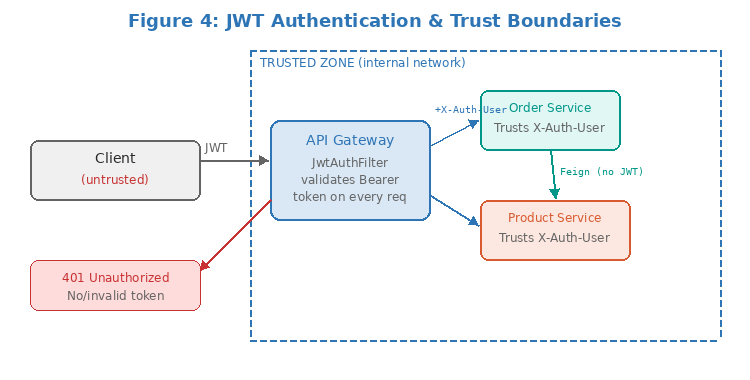 Figure 4: JWT Authentication & Trust Boundaries
TRUSTED ZONE (internal network)
Client
(untrusted)
JWT
API Gateway
JwtAuthFilter
validates Bearer
token on every req
+X-Auth-User
Order Service
Trusts X-Auth-User
Feign (no JWT)
Product Service
Trusts X-Auth-User
401 Unauthorized
No/invalid token